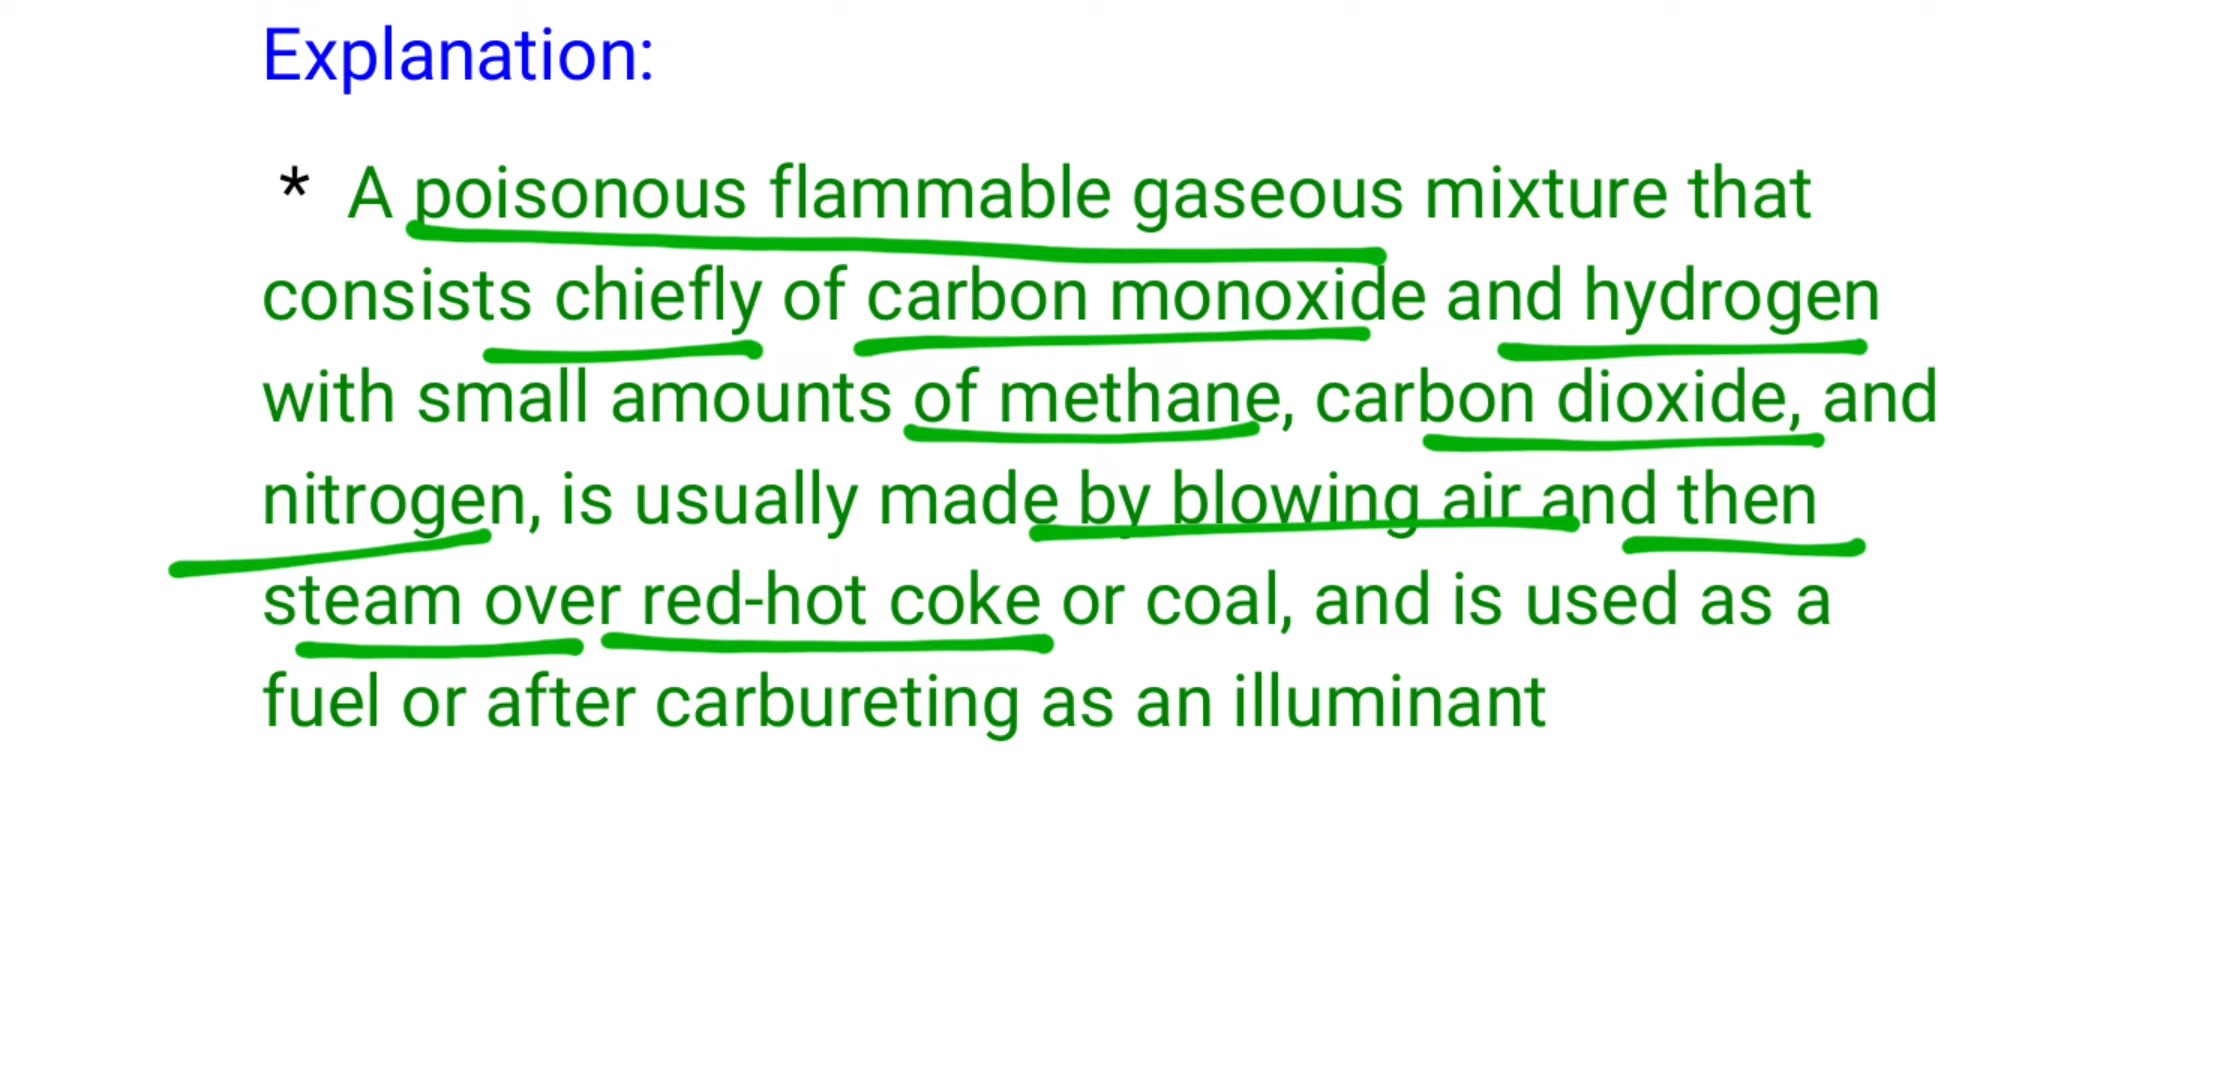 Explanation:
* A poisonous flammable gaseous mixture that
consists chiefly of carbon monoxide and hydrogen
with small amounts of methane, carbon dioxide, and
nitrogen, is usually made by blowing air and then
steam over red-hot coke or coal, and is used as a
fuel or after carbureting as an illuminant